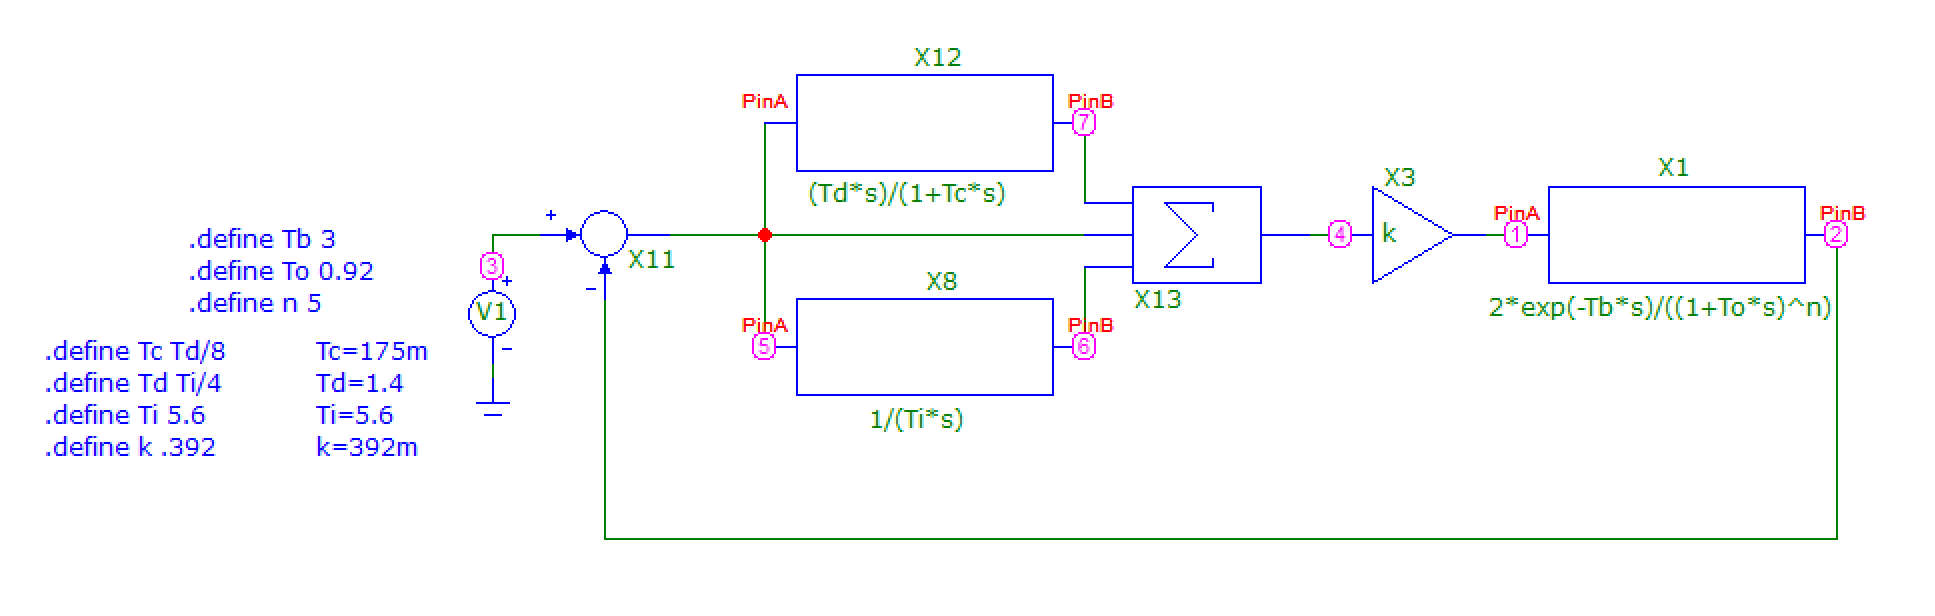 X12
PinA
PinB
7
(Td*s)/(1+Tc*s)
X3
X1
.define Tb 3
.define To 0.92
.define n 5
3
+
+
V1
-
+
-
X11
X8
PinA
5
PinB
6
1/(Ti*s)
X13
4
k
PinA
1
PinB
2
2*exp(-Tb*s)/((1+To*s)^n)
.define Tc Td/8 Tc=175m
.define Td Ti/4 Td=1.4
.define Ti 5.6 Ti=5.6
.define k .392 k=392m